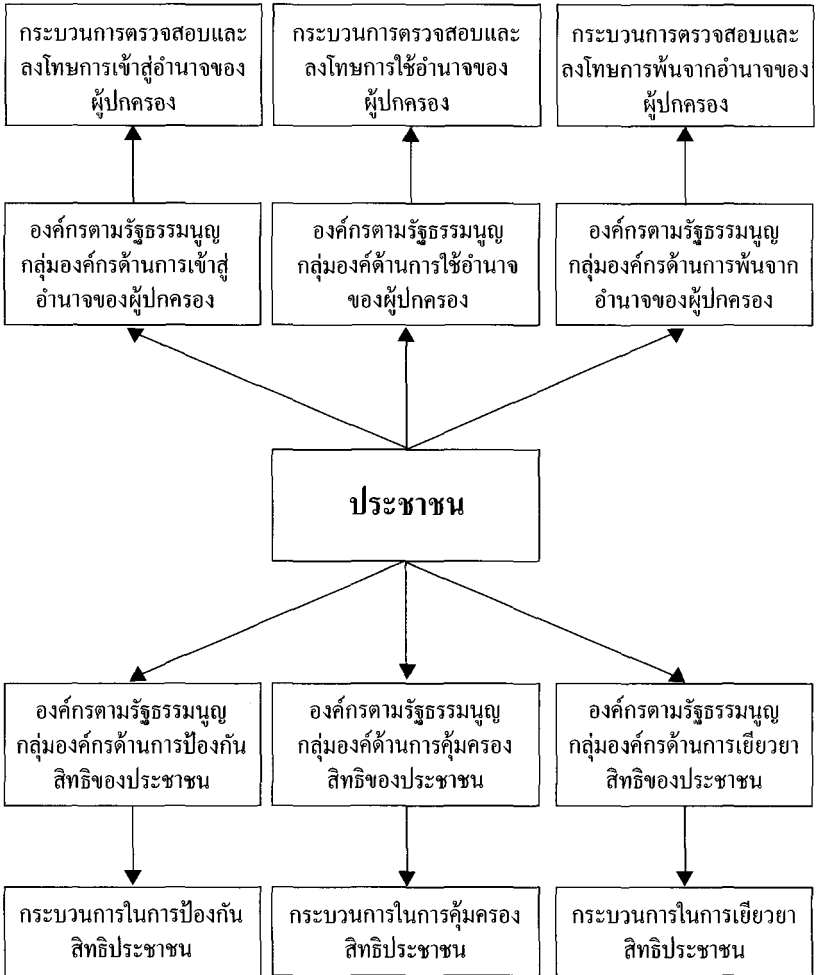 กระบวนการตรวจสอบและ
ลงโทษการเข้าสู่อำนาจของ
ผู้ปกครอง
กระบวนการตรวจสอบและ
ลงโทษการใช้อำนาจของ
ผู้ปกครอง
กระบวนการตรวจสอบและ
ลงโทษการพ้นจากอำนาจของ
ผู้ปกครอง
องค์กรตามรัฐธรรมนูญ
กลุ่มองค์กรด้านการเข้าสู่
อำนาจของผู้ปกครอง
องค์กรตามรัฐธรรมนูญ
กลุ่มองค์ด้านการใช้อำนาจ
ของผู้ปกครอง
องค์กรตามรัฐธรรมนูญ
กลุ่มองค์กรด้านการพ้นจาก
อำนาจของผู้ปกครอง
ประชาชน
องค์กรตามรัฐธรรมนูญ
กลุ่มองค์กรด้านการป้องกัน
สิทธิของประชาชน
องค์กรตามรัฐธรรมนูญ
กลุ่มองค์ด้านการคุ้มครอง
สิทธิของประชาชน
องค์กรตามรัฐธรรมนูญ
กลุ่มองค์กรด้านการเยียวยา
สิทธิของประชาชน
กระบวนการในการป้องกัน
สิทธิประชาชน
กระบวนการในการคุ้มครอง
สิทธิประชาชน
กระบวนการในการเยียวยา
สิทธิประชาชน